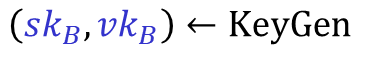 (sk_B, vk_B) ← KeyGen